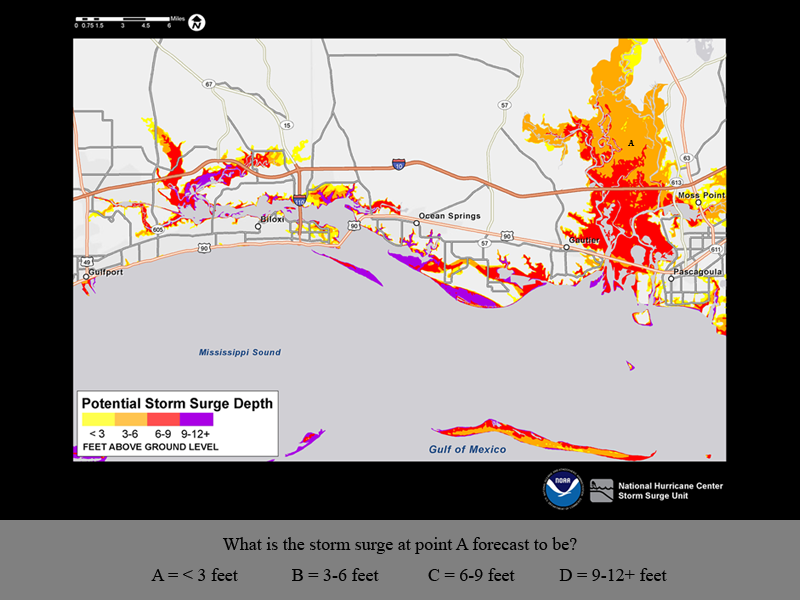 Miles
0 0.75 1.5 3 4.5 6
N
67
15
57
A
10
63
613
Moss Point
110
Ocean Springs
Biloxi
90
605
90
57
90
Gautier
611
49
Gulfport
Pascagoula
Mississippi Sound
Potential Storm Surge Depth
< 3 3-6 6-9 9-12+
FEET ABOVE GROUND LEVEL
Gulf of Mexico
NOAA
National Hurricane Center
Storm Surge Unit
What is the storm surge at point A forecast to be?
A = < 3 feet B = 3-6 feet C = 6-9 feet D = 9-12+ feet